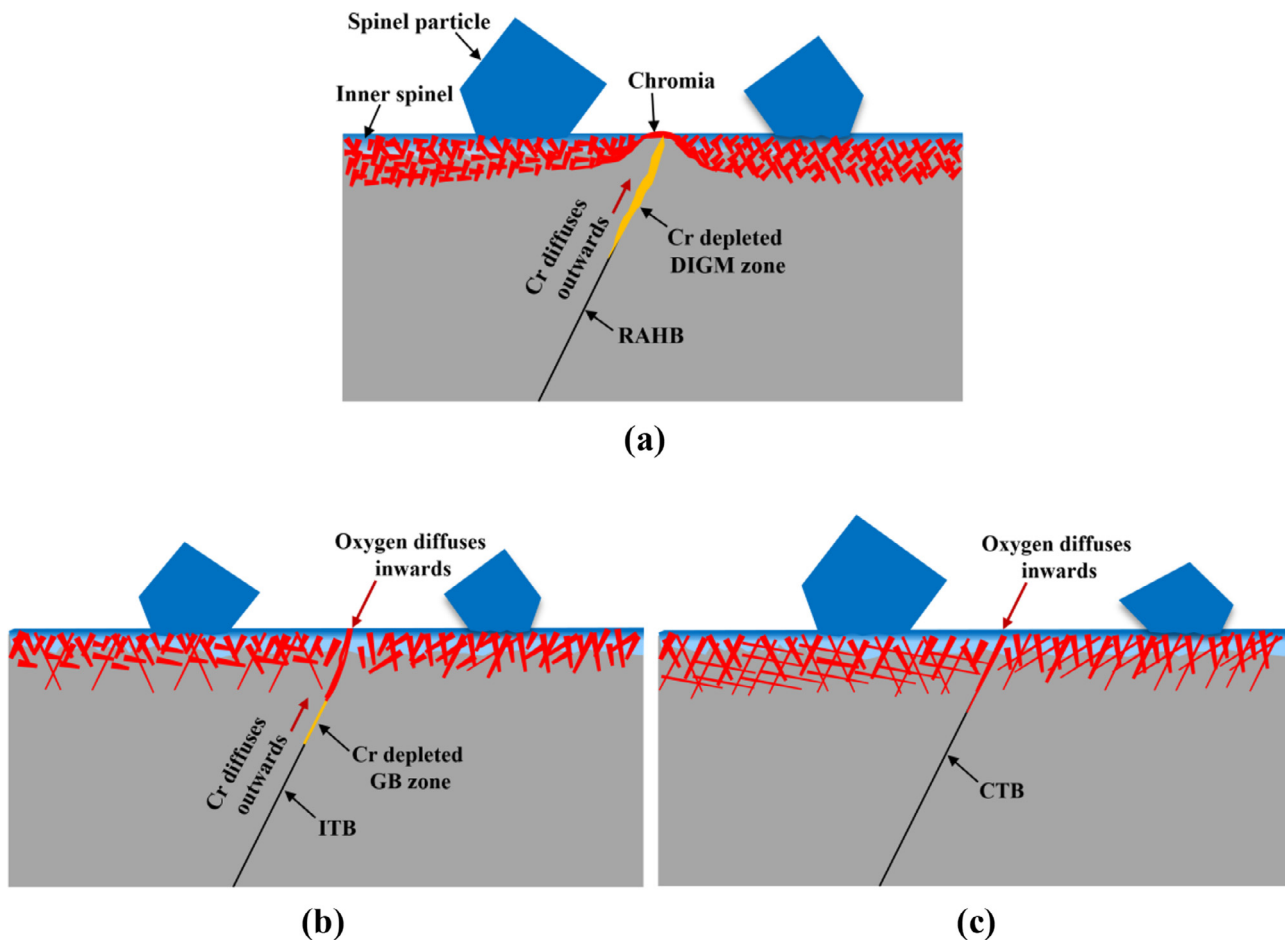 Spinel particle
Inner spinel
Chromia
Cr diffuses
outwards
Cr depleted
DIGM zone
RAHB
(a)
Oxygen diffuses
inwards
Cr diffuses
outwards
Cr depleted
GB zone
ITB
(b)
Oxygen diffuses
inwards
CTB
(c)